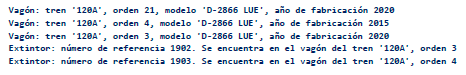 Vagón: tren '120A', orden 21, modelo 'D-2866 LUE', año de fabricación 2020
Vagón: tren '120A', orden 4, modelo 'D-2866 LUE', año de fabricación 2015
Vagón: tren '120A', orden 3, modelo 'D-2866 LUE', año de fabricación 2020
Extintor: número de referencia 1902. Se encuentra en el vagón del tren '120A', orden 3
Extintor: número de referencia 1903. Se encuentra en el vagón del tren '120A', orden 4